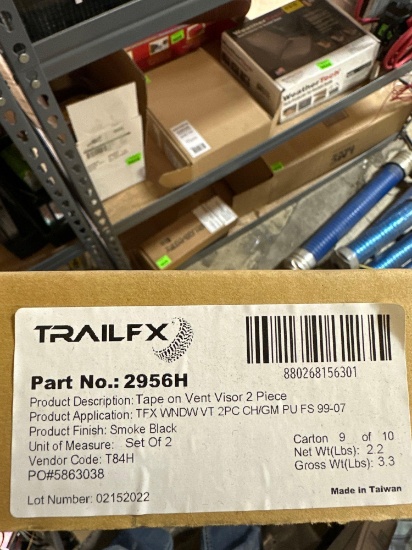 WeatherTech
TRAILFX
Part No.: 2956H
880268156301
Product Description: Tape on Vent Visor 2 Piece
Product Application: TFX WNDW VT 2PC CH/GM PU FS 99-07
Product Finish: Smoke Black
Unit of Measure: Set Of 2
Carton 9 of 10
Vendor Code: T84H
Net Wt(Lbs): 2.2
PO#5863038
Gross Wt(Lbs): 3.3
Lot Number: 02152022
Made in Taiwan